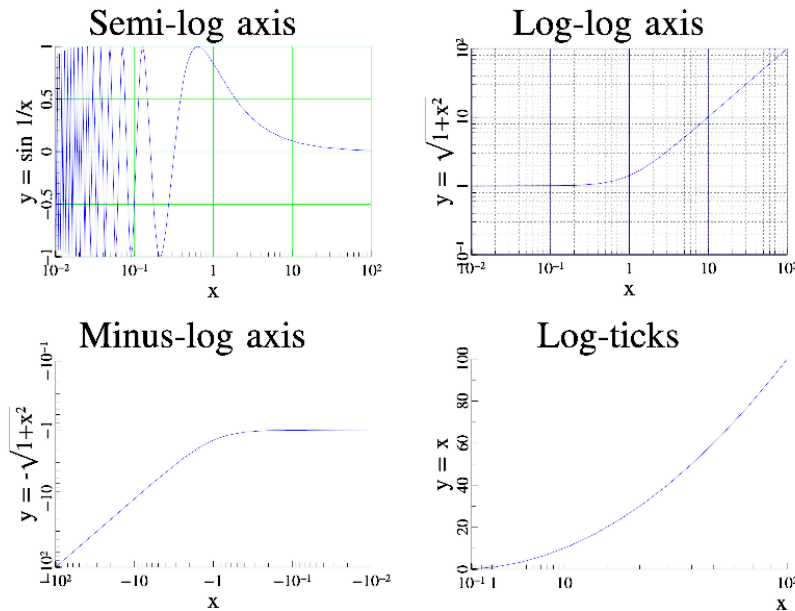 Semi-log axis
y = sin 1/x
1
0.5
0
−0.5
−1
10⁻² 10⁻¹ 1 10 10²
x
Log-log axis
y = √1+x²
10²
10
1
10⁻¹
10⁻² 10⁻¹ 1 10 10²
x
Minus-log axis
y = -√1+x²
−10⁻¹
−1
−10
−10²
−10² −10 −1 −10⁻¹ −10⁻²
x
Log-ticks
y = x
100
80
60
40
20
0
10⁻¹ 1 10 10²
x